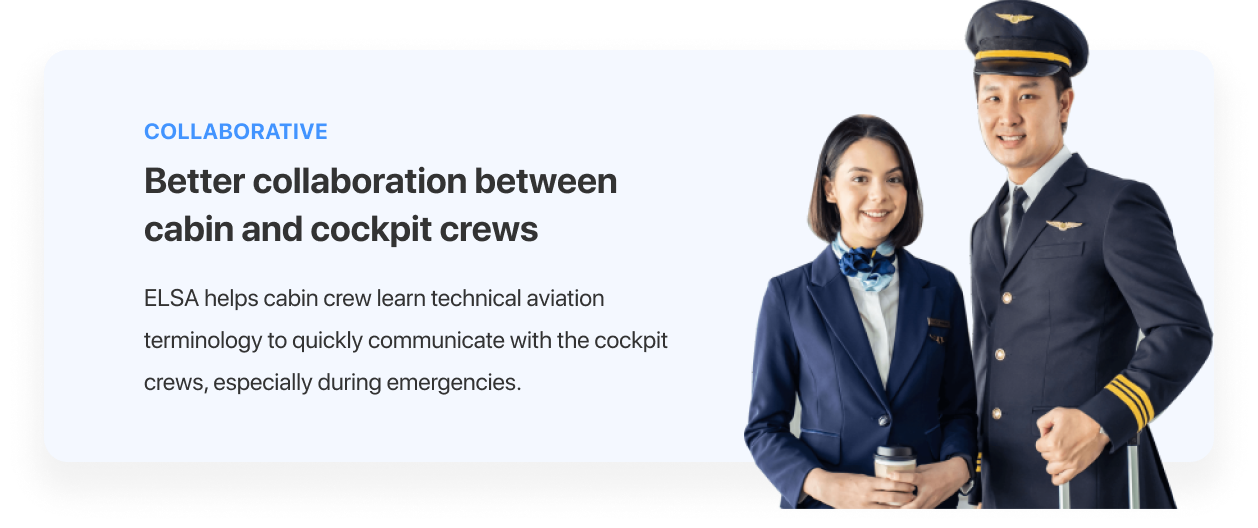 COLLABORATIVE
Better collaboration between
cabin and cockpit crews
ELSA helps cabin crew learn technical aviation
terminology to quickly communicate with the cockpit
crews, especially during emergencies.